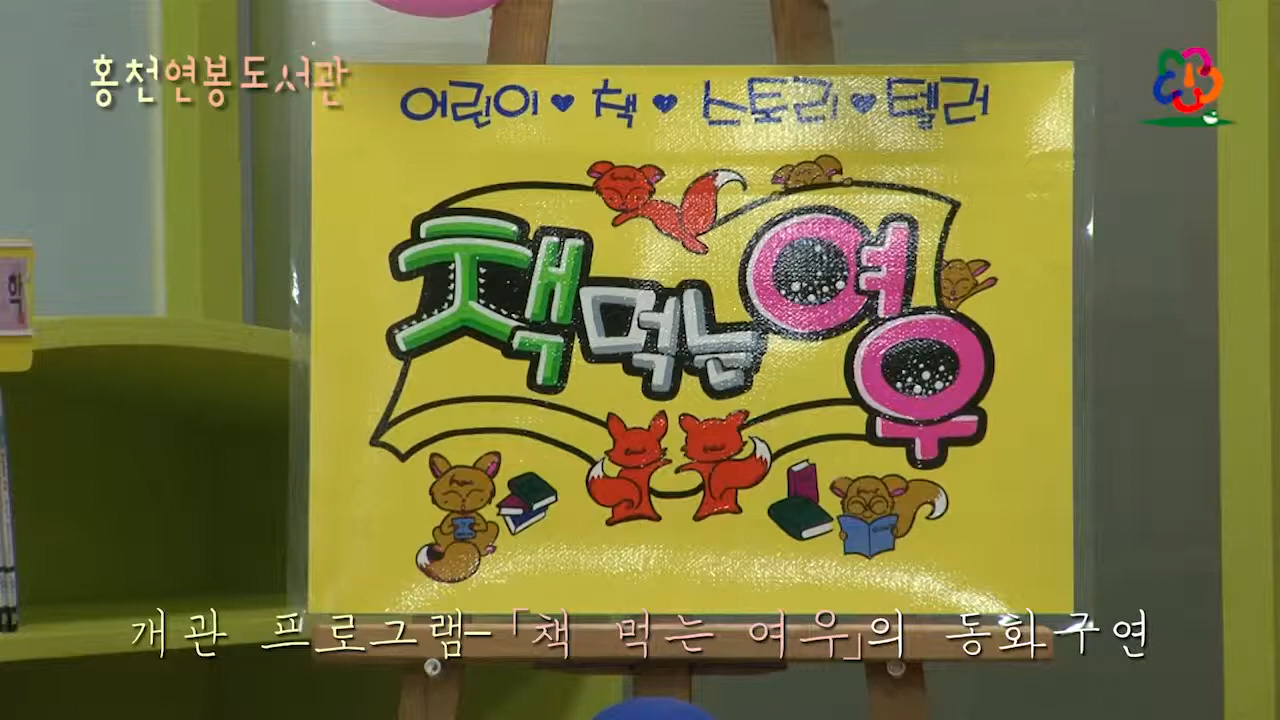 홍천연봉도서관
어린이 책 스토리 텔러
책먹는여우
학
개관 프로그램-「책 먹는 여우」의 동화구연